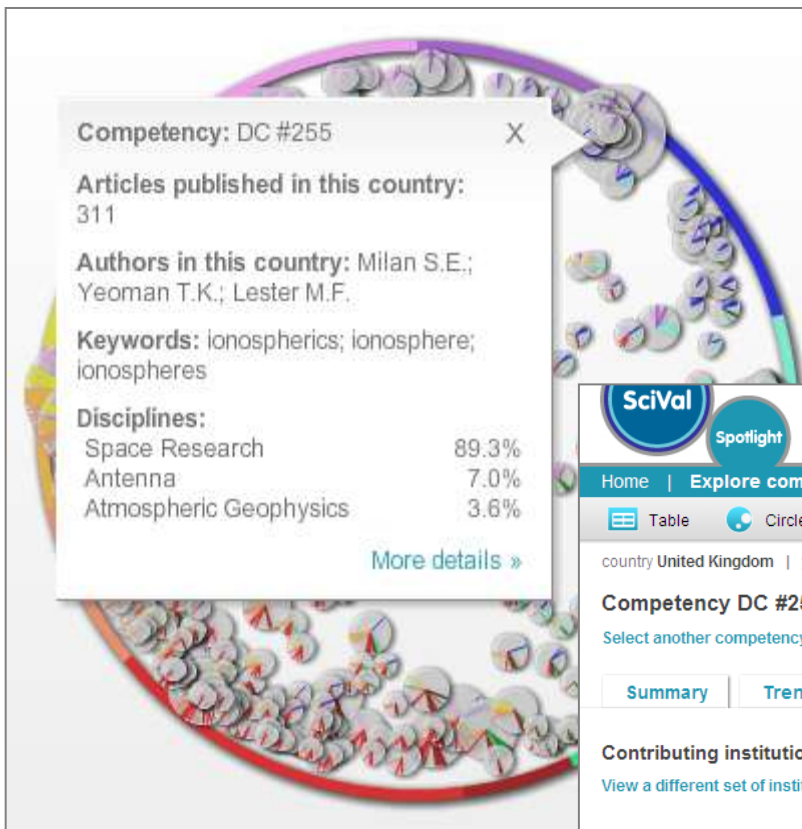 Competency: DC #255 X
Articles published in this country:
311
Authors in this country: Milan S.E.;
Yeoman T.K.; Lester M.F.
Keywords: ionospherics; ionosphere;
ionospheres
Disciplines:
Space Research 89.3%
Antenna 7.0%
Atmospheric Geophysics 3.6%
More details »
SciVal
Spotlight
Home | Explore com
Table Circle
country United Kingdom |
Competency DC #25
Select another competency
Summary Tren
Contributing institutio
View a different set of instit